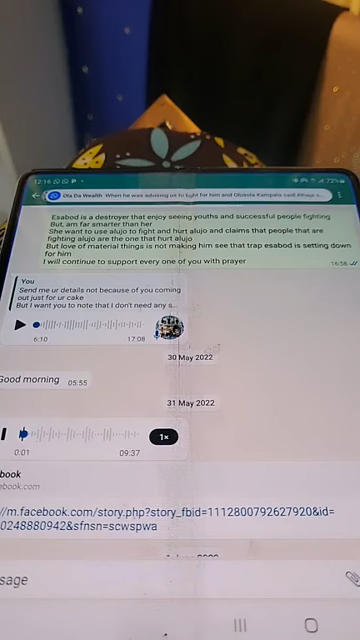 12:16
72%
Ola Da Wealth: When he was advising us to fight for him and Obaksla Kampala said
Esabod is a destroyer that enjoy seeing youths and successful people fighting
But, am far smarter than her
She want to use alujo to fight and hurt alujo and claims that people that are
fighting alujo are the one that hurt alujo
But love of material things is not making him see that trap esabod is setting down
for him
I will continue to support every one of you with prayer
16:58
You
Send me ur details not because of you coming
out just for ur cake
But I want you to note that I don't need any s...
6:10
17:08
30 May 2022
Good morning 05:55
31 May 2022
1×
0:01
09:37
book
ebook.com
//m.facebook.com/story.php?story_fbid=1112800792627920&id=
0248880942&sfnsn=scwspwa
sage